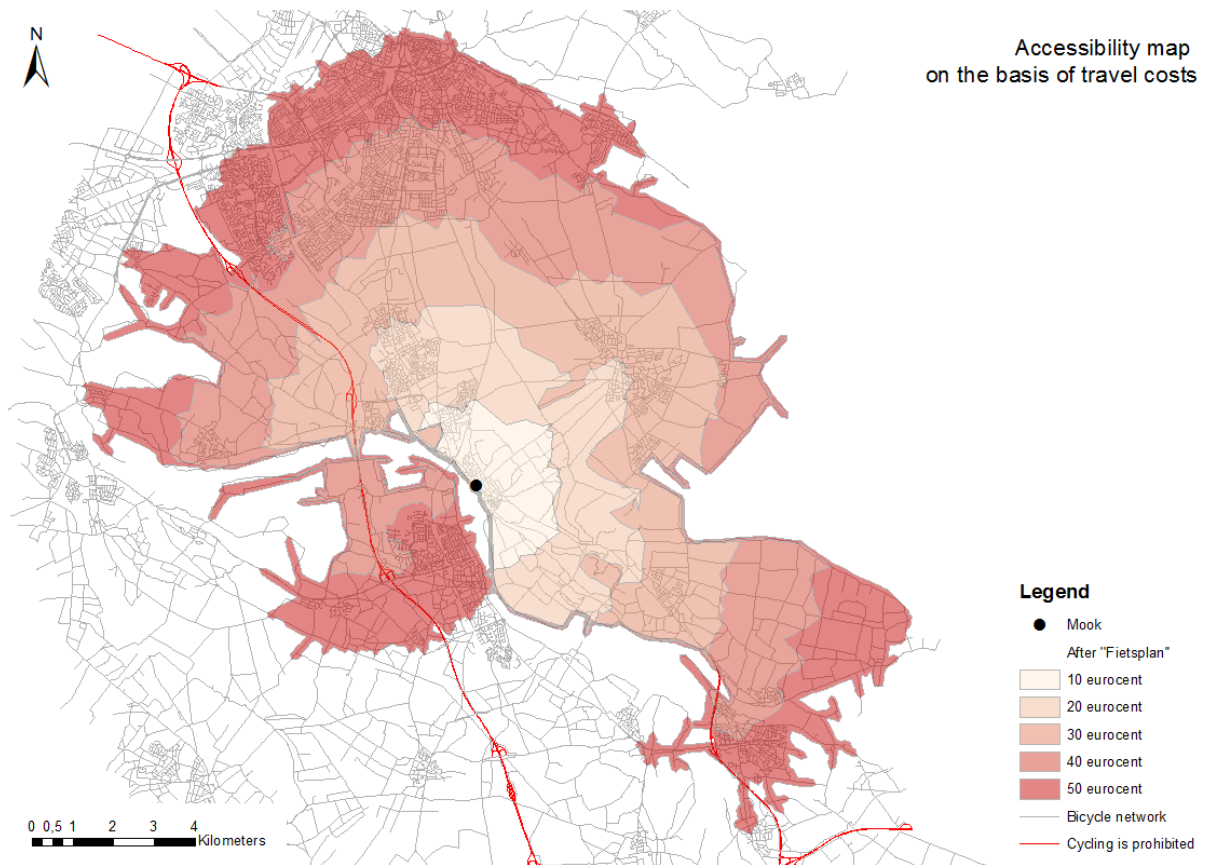 N
Accessibility map
on the basis of travel costs
Legend
Mook
After "Fietsplan"
10 eurocent
20 eurocent
30 eurocent
40 eurocent
50 eurocent
Bicycle network
Cycling is prohibited
0 0,5 1 2 3 4
Kilometers